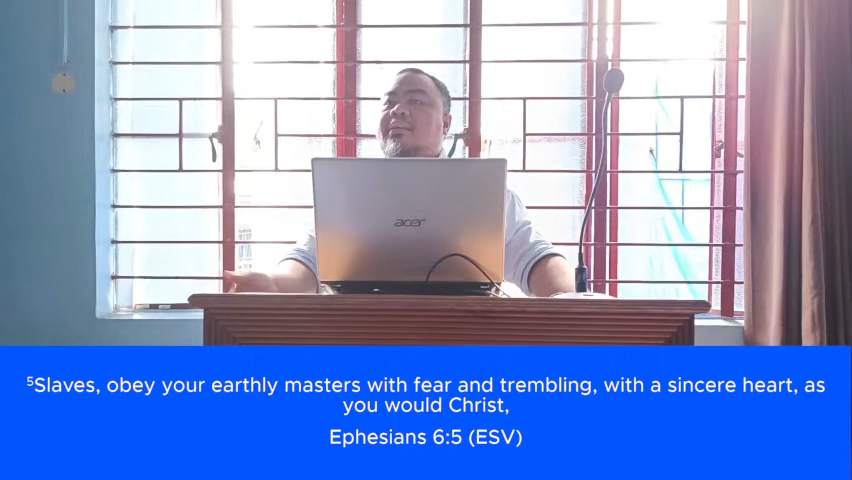 acer
⁵Slaves, obey your earthly masters with fear and trembling, with a sincere heart, as
you would Christ,
Ephesians 6:5 (ESV)